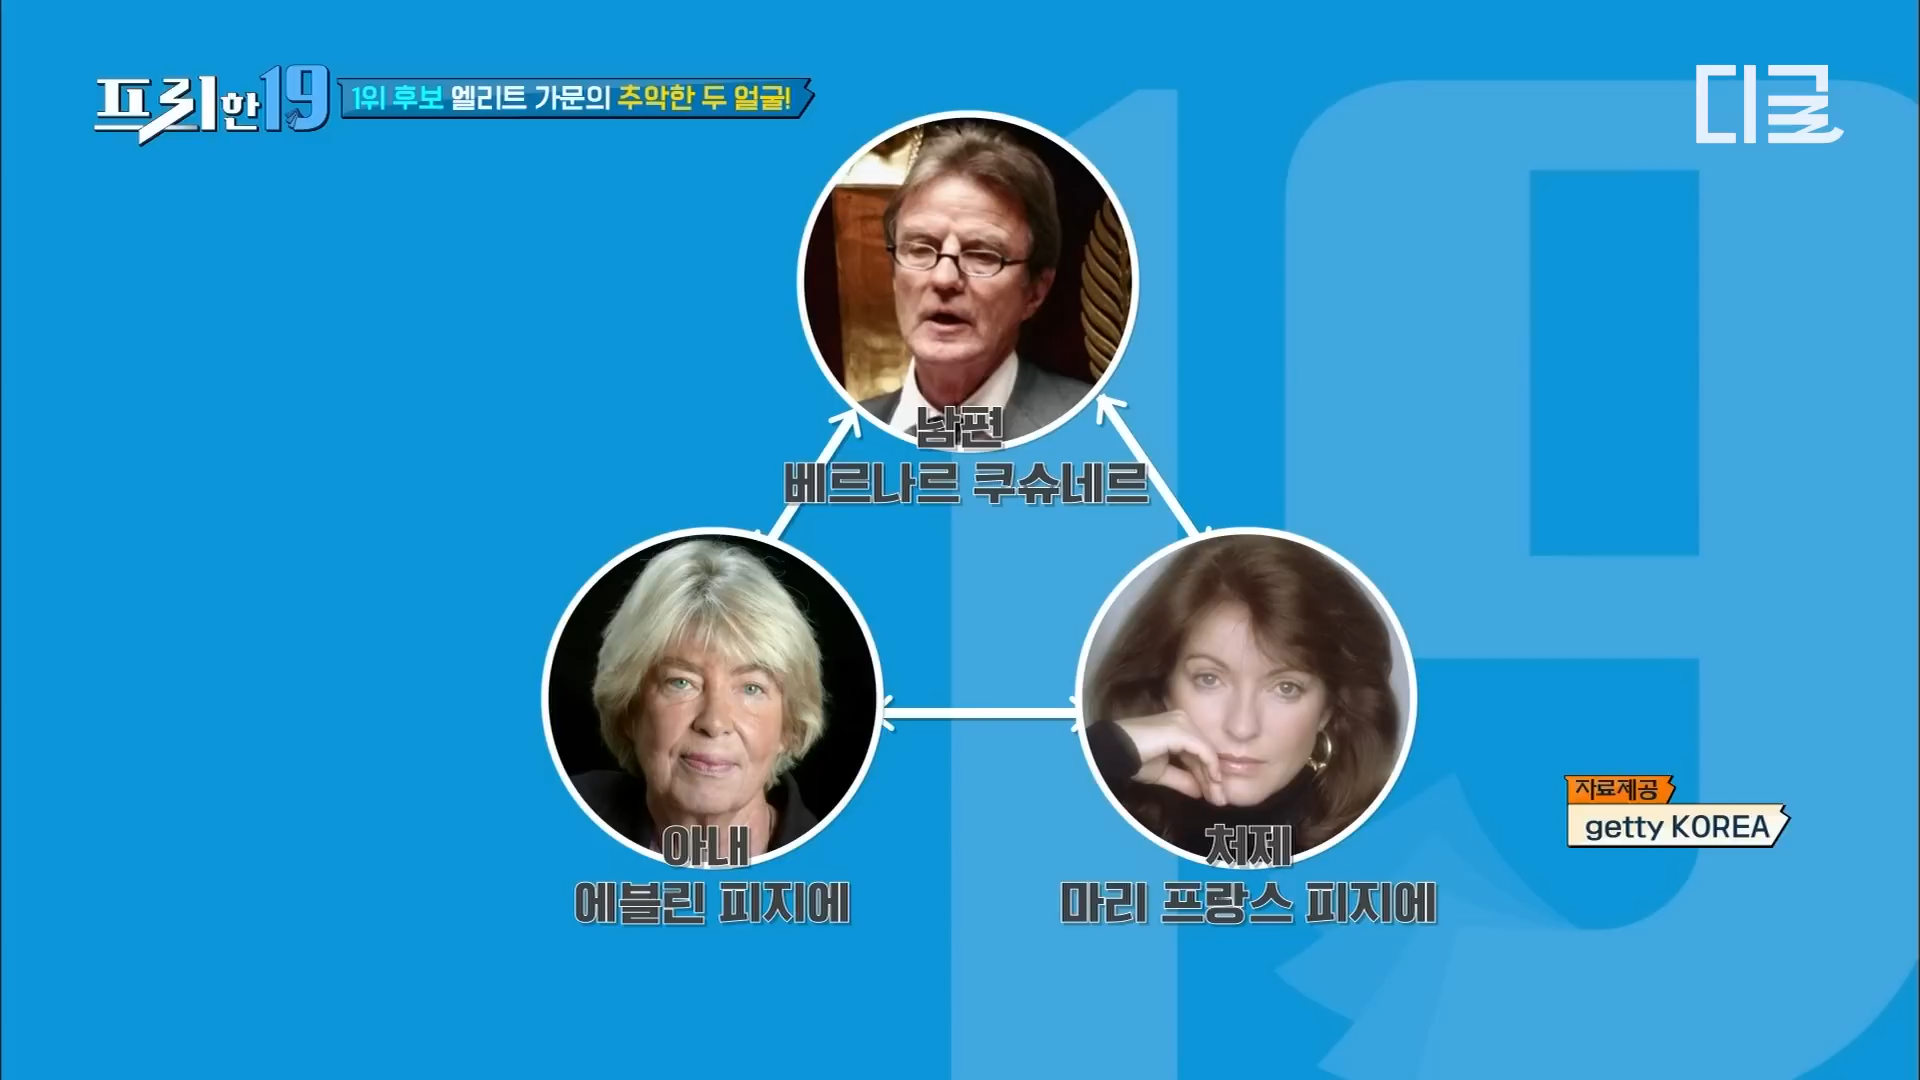 프리한19
1위 후보 엘리트 가문의 추악한 두 얼굴!
디글
남편
베르나르 쿠슈네르
아내
에블린 피지에
처제
마리 프랑스 피지에
자료제공
getty KOREA